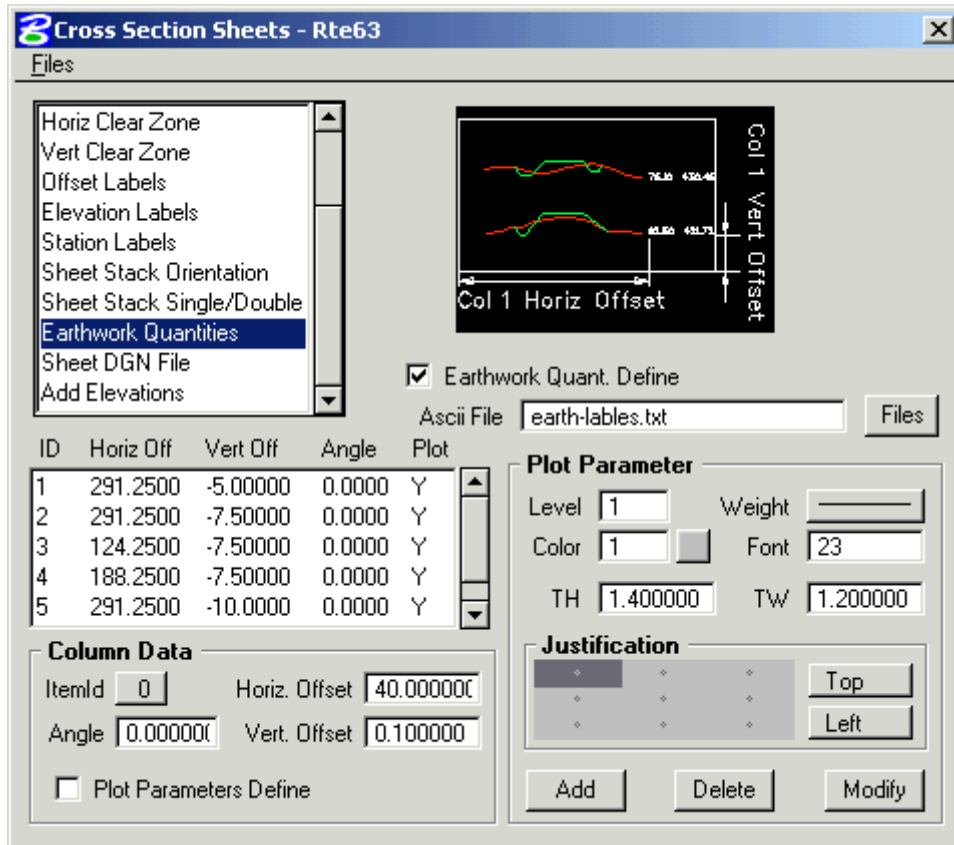 Cross Section Sheets - Rte63
Files
Horiz Clear Zone
Vert Clear Zone
Offset Labels
Elevation Labels
Station Labels
Sheet Stack Orientation
Sheet Stack Single/Double
Earthwork Quantities
Sheet DGN File
Add Elevations
Col 1 Vert Offset
Col 1 Horiz Offset
Earthwork Quant. Define
Ascii File earth-lables.txt Files
ID Horiz Off Vert Off Angle Plot
1 291.2500 -5.00000 0.0000 Y
2 291.2500 -7.50000 0.0000 Y
3 124.2500 -7.50000 0.0000 Y
4 188.2500 -7.50000 0.0000 Y
5 291.2500 -10.0000 0.0000 Y
Plot Parameter
Level 1 Weight
Color 1 Font 23
TH 1.400000 TW 1.200000
Justification
Top
Left
Add Delete Modify
Column Data
ItemId 0 Horiz. Offset 40.000000
Angle 0.000000 Vert. Offset 0.100000
Plot Parameters Define